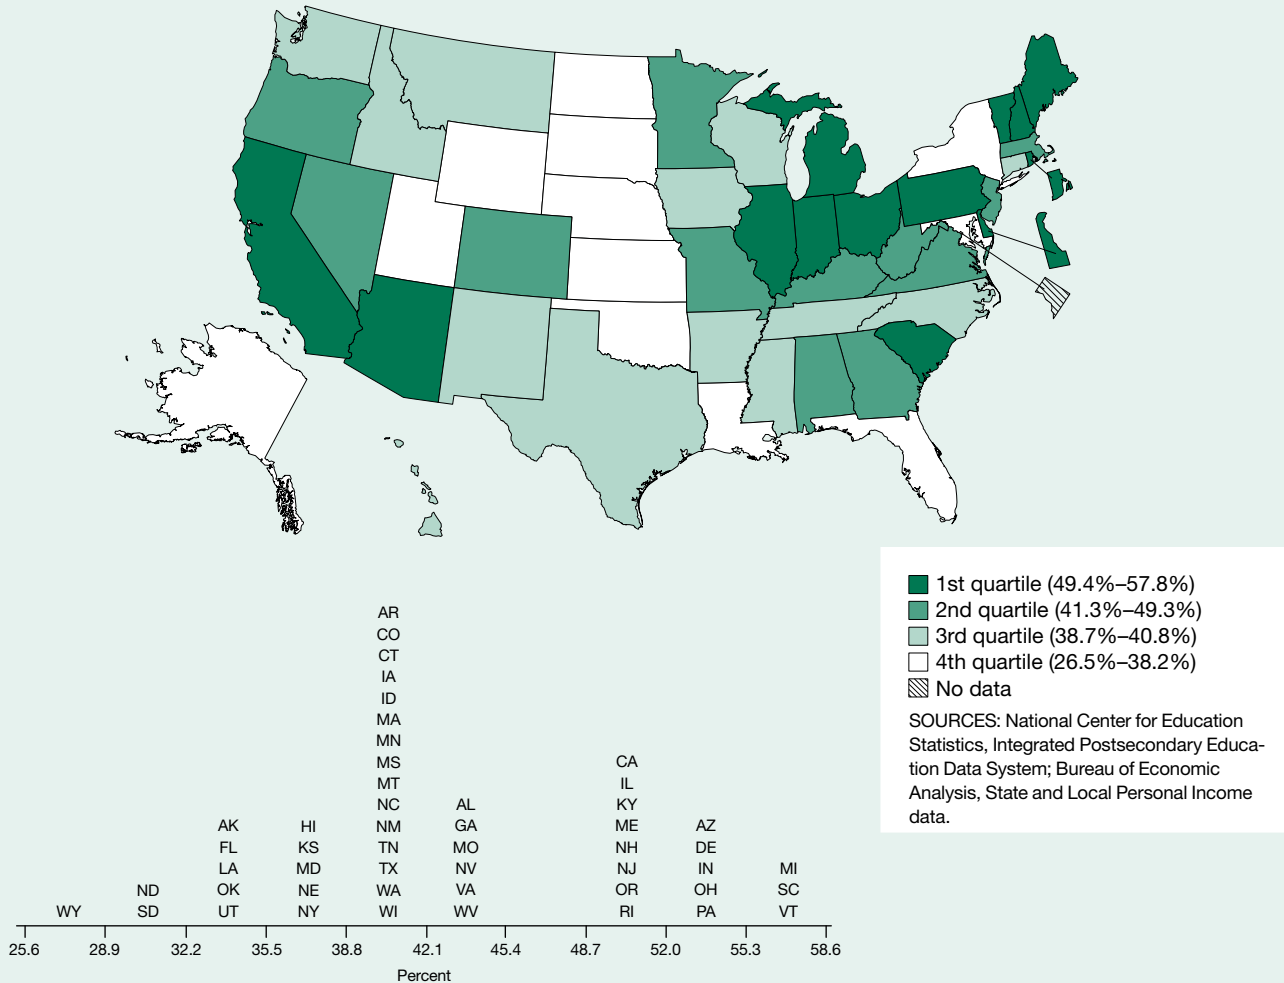 1st quartile (49.4%–57.8%)
2nd quartile (41.3%–49.3%)
3rd quartile (38.7%–40.8%)
4th quartile (26.5%–38.2%)
No data
SOURCES: National Center for Education
Statistics, Integrated Postsecondary Educa-
tion Data System; Bureau of Economic
Analysis, State and Local Personal Income
data.
AR
CO
CT
IA
ID
MA
MN
MS CA
MT IL
NC AL KY
AK HI NM GA ME AZ
FL KS TN MO NH DE
LA MD TX NV NJ IN MI
ND OK NE WA VA OR OH SC
WY SD UT NY WI WV RI PA VT
25.6 28.9 32.2 35.5 38.8 42.1 45.4 48.7 52.0 55.3 58.6
Percent